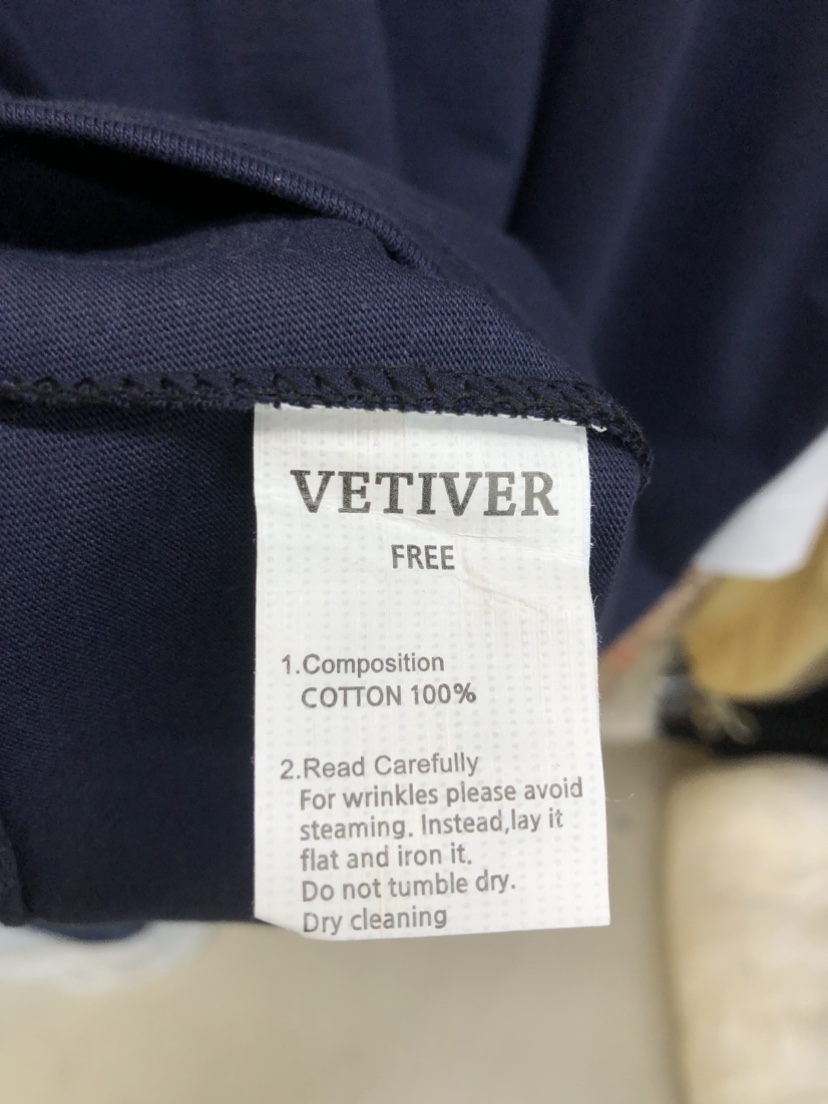 VETIVER
FREE
1.Composition
COTTON 100%
2.Read Carefully
For wrinkles please avoid
steaming. Instead,lay it
flat and iron it.
Do not tumble dry.
Dry cleaning